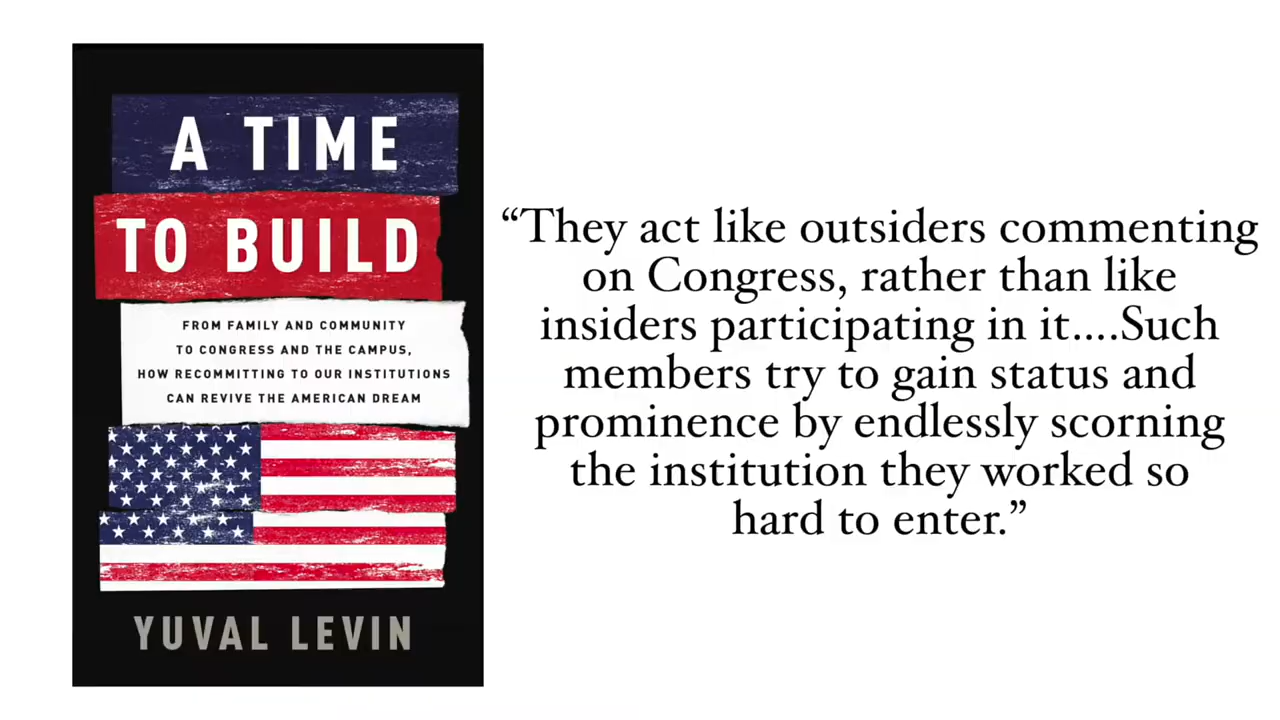 A TIME
TO BUILD
FROM FAMILY AND COMMUNITY
TO CONGRESS AND THE CAMPUS,
HOW RECOMMITTING TO OUR INSTITUTIONS
CAN REVIVE THE AMERICAN DREAM
YUVAL LEVIN
“They act like outsiders commenting
on Congress, rather than like
insiders participating in it....Such
members try to gain status and
prominence by endlessly scorning
the institution they worked so
hard to enter.”